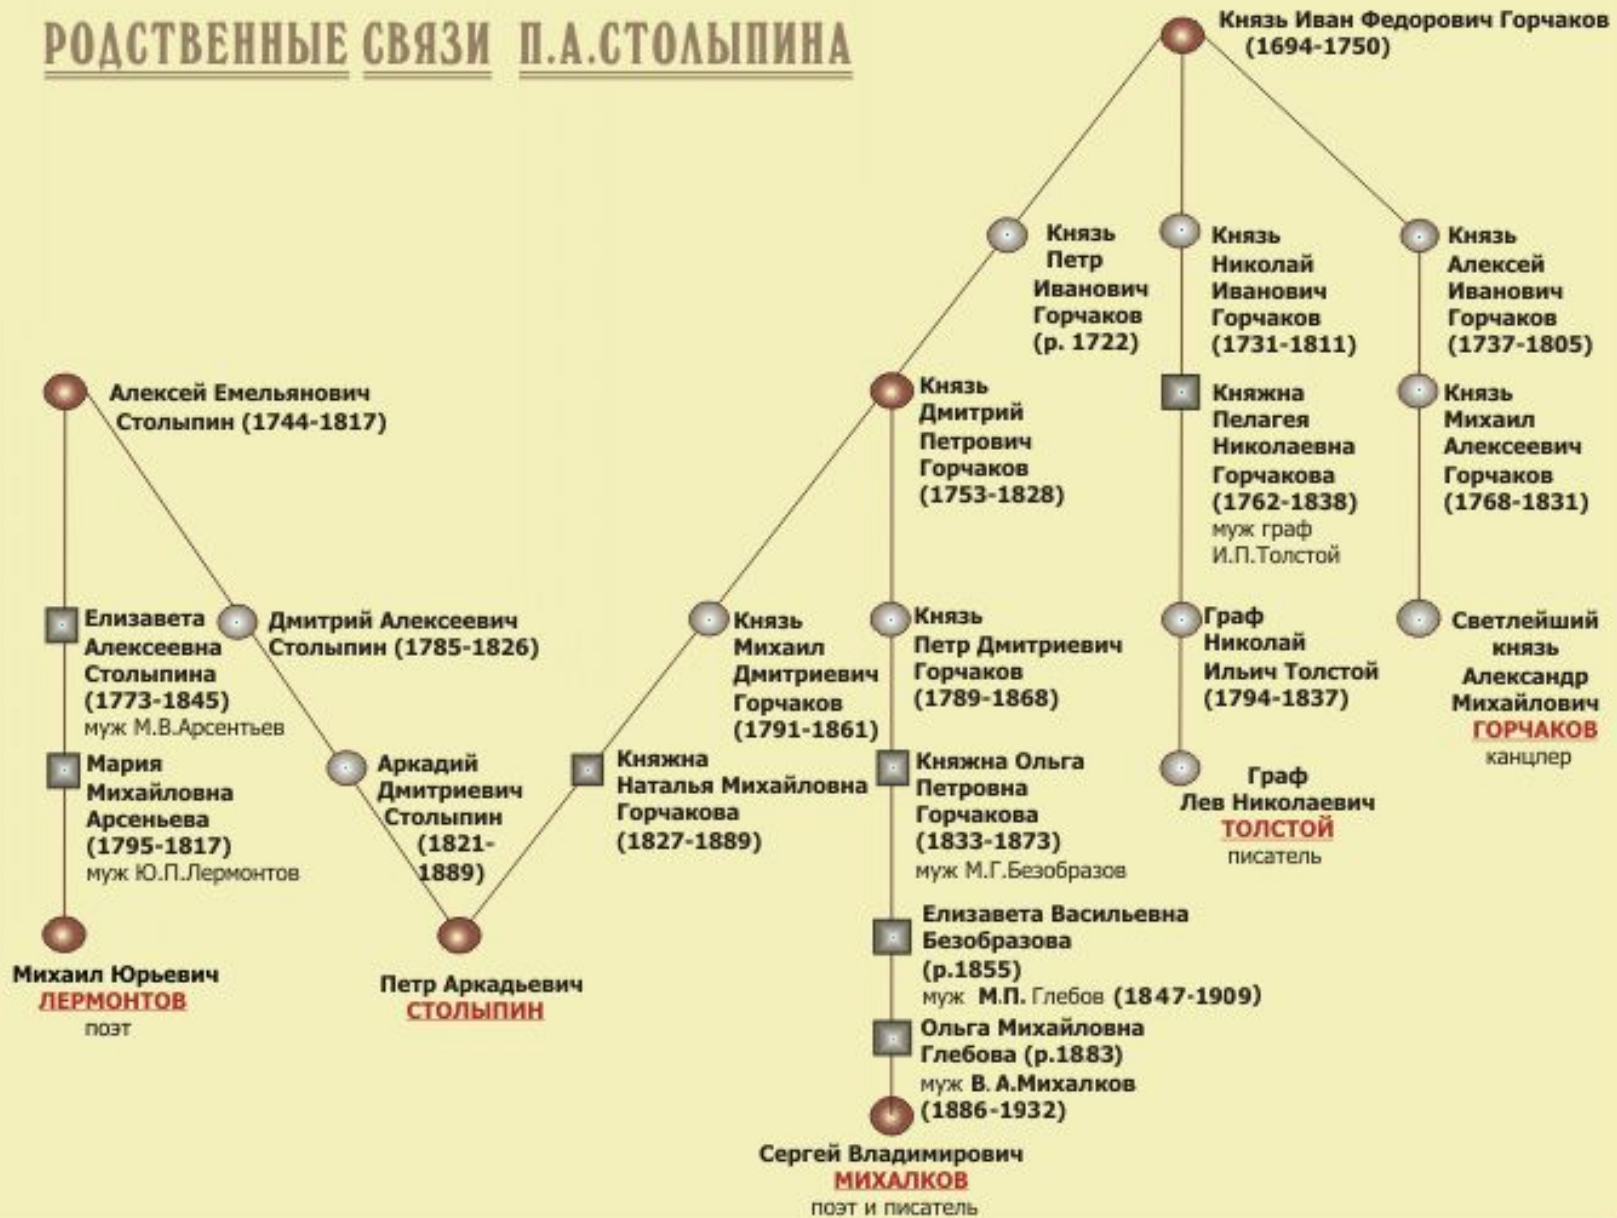 РОДСТВЕННЫЕ СВЯЗИ П.А.СТОЛЫПИНА
Князь Иван Федорович Горчаков
(1694-1750)
Князь
Петр
Иванович
Горчаков
(р. 1722)
Князь
Николай
Иванович
Горчаков
(1731-1811)
Князь
Алексей
Иванович
Горчаков
(1737-1805)
Алексей Емельянович
Столыпин (1744-1817)
Князь
Дмитрий
Петрович
Горчаков
(1753-1828)
Княжна
Пелагея
Николаевна
Горчакова
(1762-1838)
муж граф
И.П.Толстой
Князь
Михаил
Алексеевич
Горчаков
(1768-1831)
Елизавета
Алексеевна
Столыпина
(1773-1845)
муж М.В.Арсентьев
Дмитрий Алексеевич
Столыпин (1785-1826)
Князь
Михаил
Дмитриевич
Горчаков
(1791-1861)
Князь
Петр Дмитриевич
Горчаков
(1789-1868)
Граф
Николай
Ильич Толстой
(1794-1837)
Светлейший
князь
Александр
Михайлович
ГОРЧАКОВ
канцлер
Мария
Михайловна
Арсеньева
(1795-1817)
муж Ю.П.Лермонтов
Аркадий
Дмитриевич
Столыпин
(1821-
1889)
Княжна
Наталья Михайловна
Горчакова
(1827-1889)
Княжна Ольга
Петровна
Горчакова
(1833-1873)
муж М.Г.Безобразов
Граф
Лев Николаевич
ТОЛСТОЙ
писатель
Михаил Юрьевич
ЛЕРМОНТОВ
поэт
Петр Аркадьевич
СТОЛЫПИН
Елизавета Васильевна
Безобразова
(р.1855)
муж М.П. Глебов (1847-1909)
Ольга Михайловна
Глебова (р.1883)
муж В.А.Михалков
(1886-1932)
Сергей Владимирович
МИХАЛКОВ
поэт и писатель